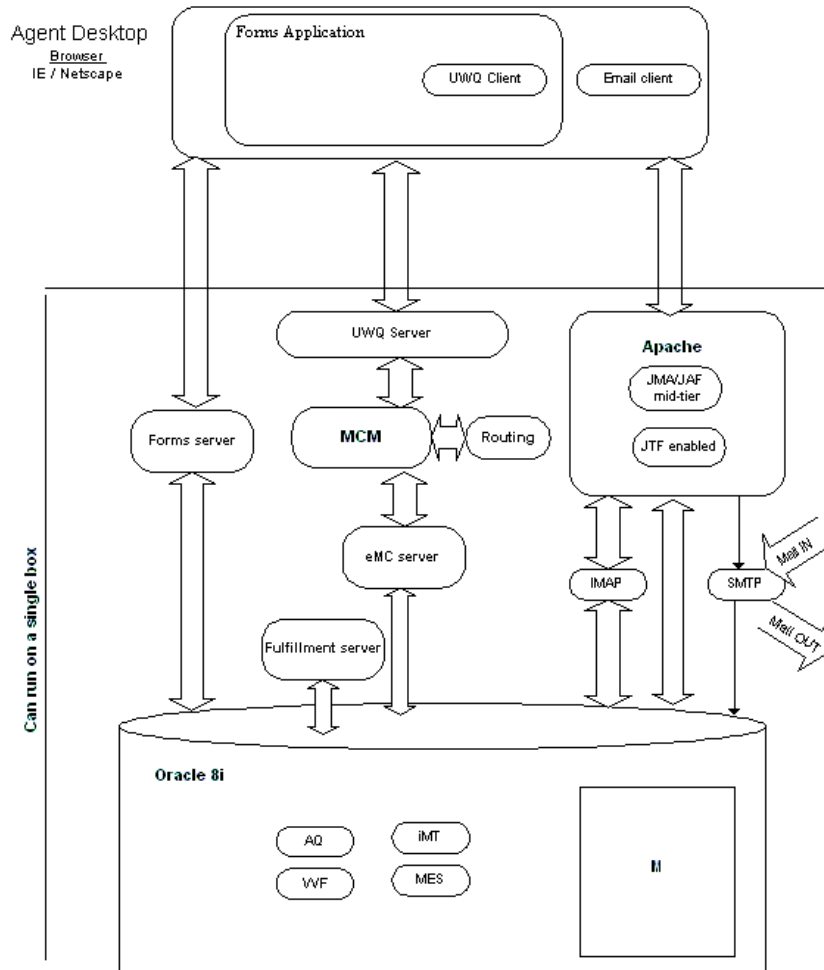 Agent Desktop
Browser
IE / Netscape
Forms Application
UWQ Client
Email client
UWQ Server
Apache
JMA/JAF
mid-tier
JTF enabled
Forms server
MCM
Routing
eMC server
IMAP
SMTP
Mail IN
Mail OUT
Fulfillment server
Can run on a single box
Oracle 8i
AQ
iMT
WF
MES
M